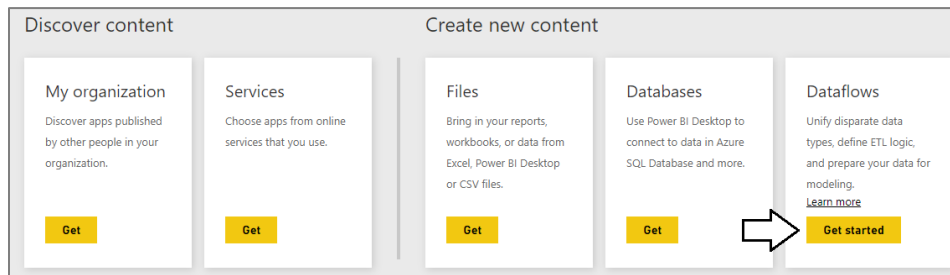 Discover content
My organization
Discover apps published
by other people in your
organization.
Get
Services
Choose apps from online
services that you use.
Get
Create new content
Files
Bring in your reports,
workbooks, or data from
Excel, Power BI Desktop
or CSV files.
Get
Databases
Use Power BI Desktop to
connect to data in Azure
SQL Database and more.
Get
Dataflows
Unify disparate data
types, define ETL logic,
and prepare your data for
modeling.
Learn more
Get started